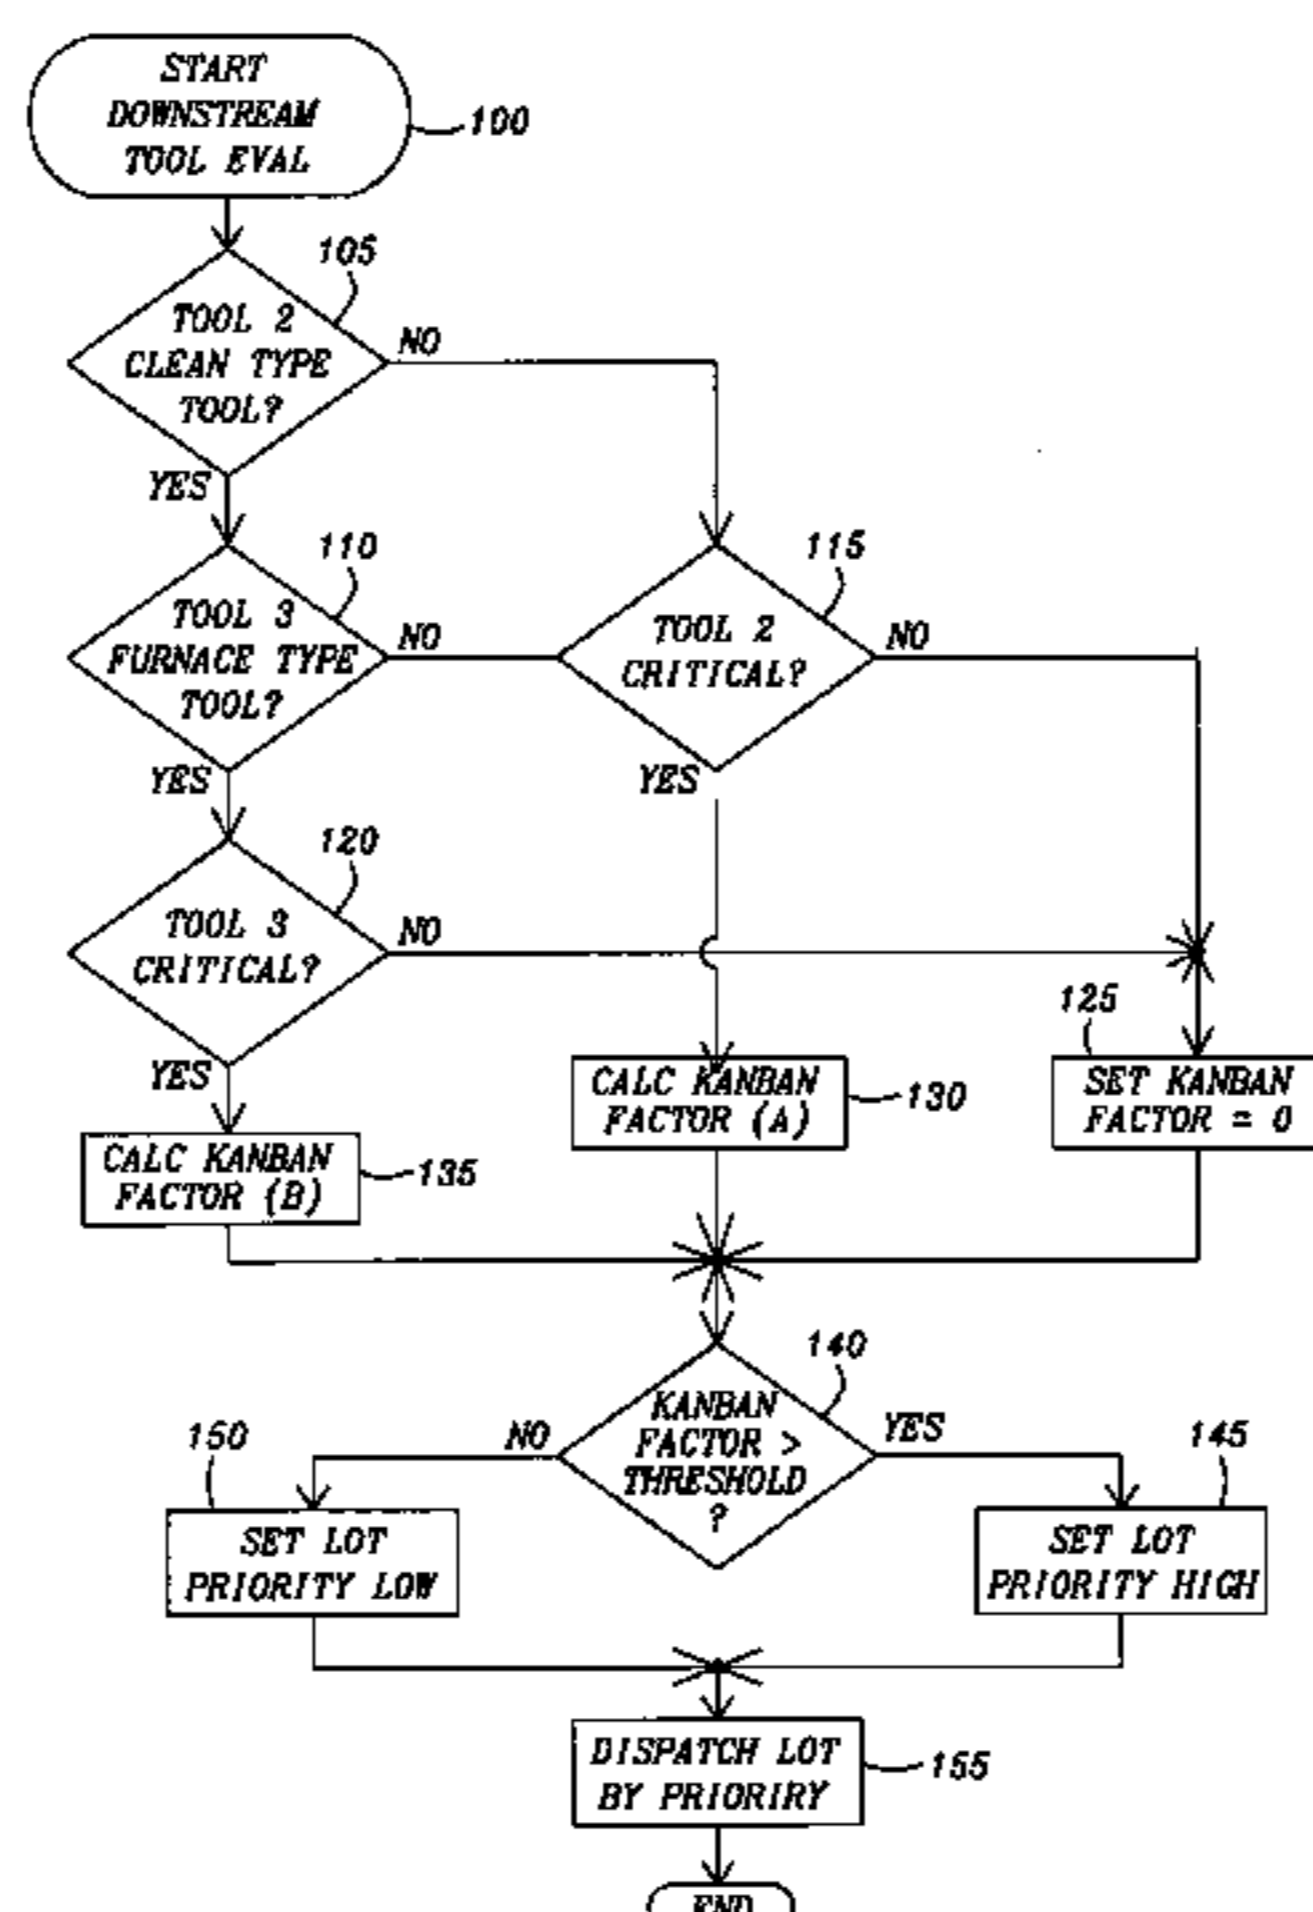 START
DOWNSTREAM
TOOL EVAL
100
105
TOOL 2
CLEAN TYPE
TOOL?
NO
YES
110
TOOL 3
FURNACE TYPE
TOOL?
NO
YES
115
TOOL 2
CRITICAL?
NO
YES
120
TOOL 3
CRITICAL?
NO
YES
125
SET KANBAN
FACTOR = 0
CALC KANBAN
FACTOR (A)
130
CALC KANBAN
FACTOR (B)
135
140
KANBAN
FACTOR >
THRESHOLD
?
NO
YES
150
SET LOT
PRIORITY LOW
145
SET LOT
PRIORITY HIGH
DISPATCH LOT
BY PRIORIRY
155
END